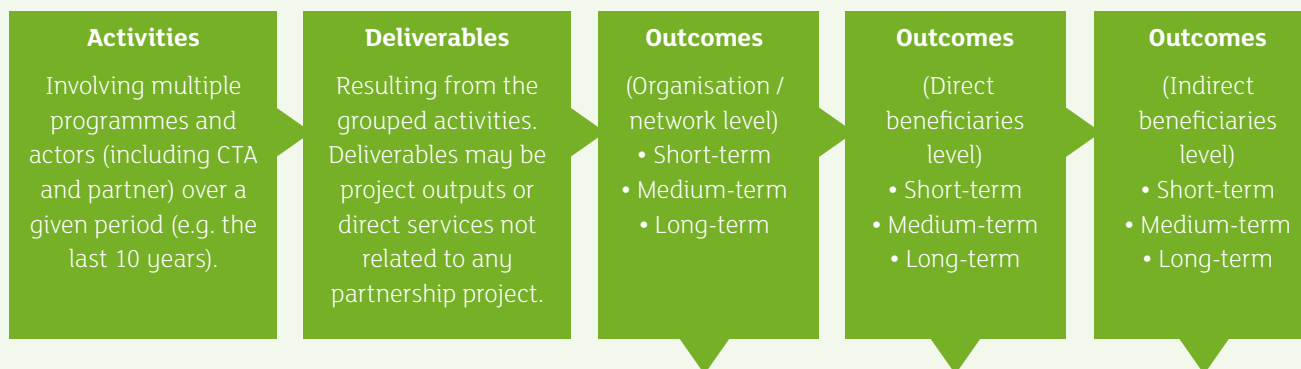 Activities
Involving multiple
programmes and
actors (including CTA
and partner) over a
given period (e.g. the
last 10 years).
Deliverables
Resulting from the
grouped activities.
Deliverables may be
project outputs or
direct services not
related to any
partnership project.
Outcomes
(Organisation /
network level)
• Short-term
• Medium-term
• Long-term
Outcomes
(Direct
beneficiaries
level)
• Short-term
• Medium-term
• Long-term
Outcomes
(Indirect
beneficiaries
level)
• Short-term
• Medium-term
• Long-term